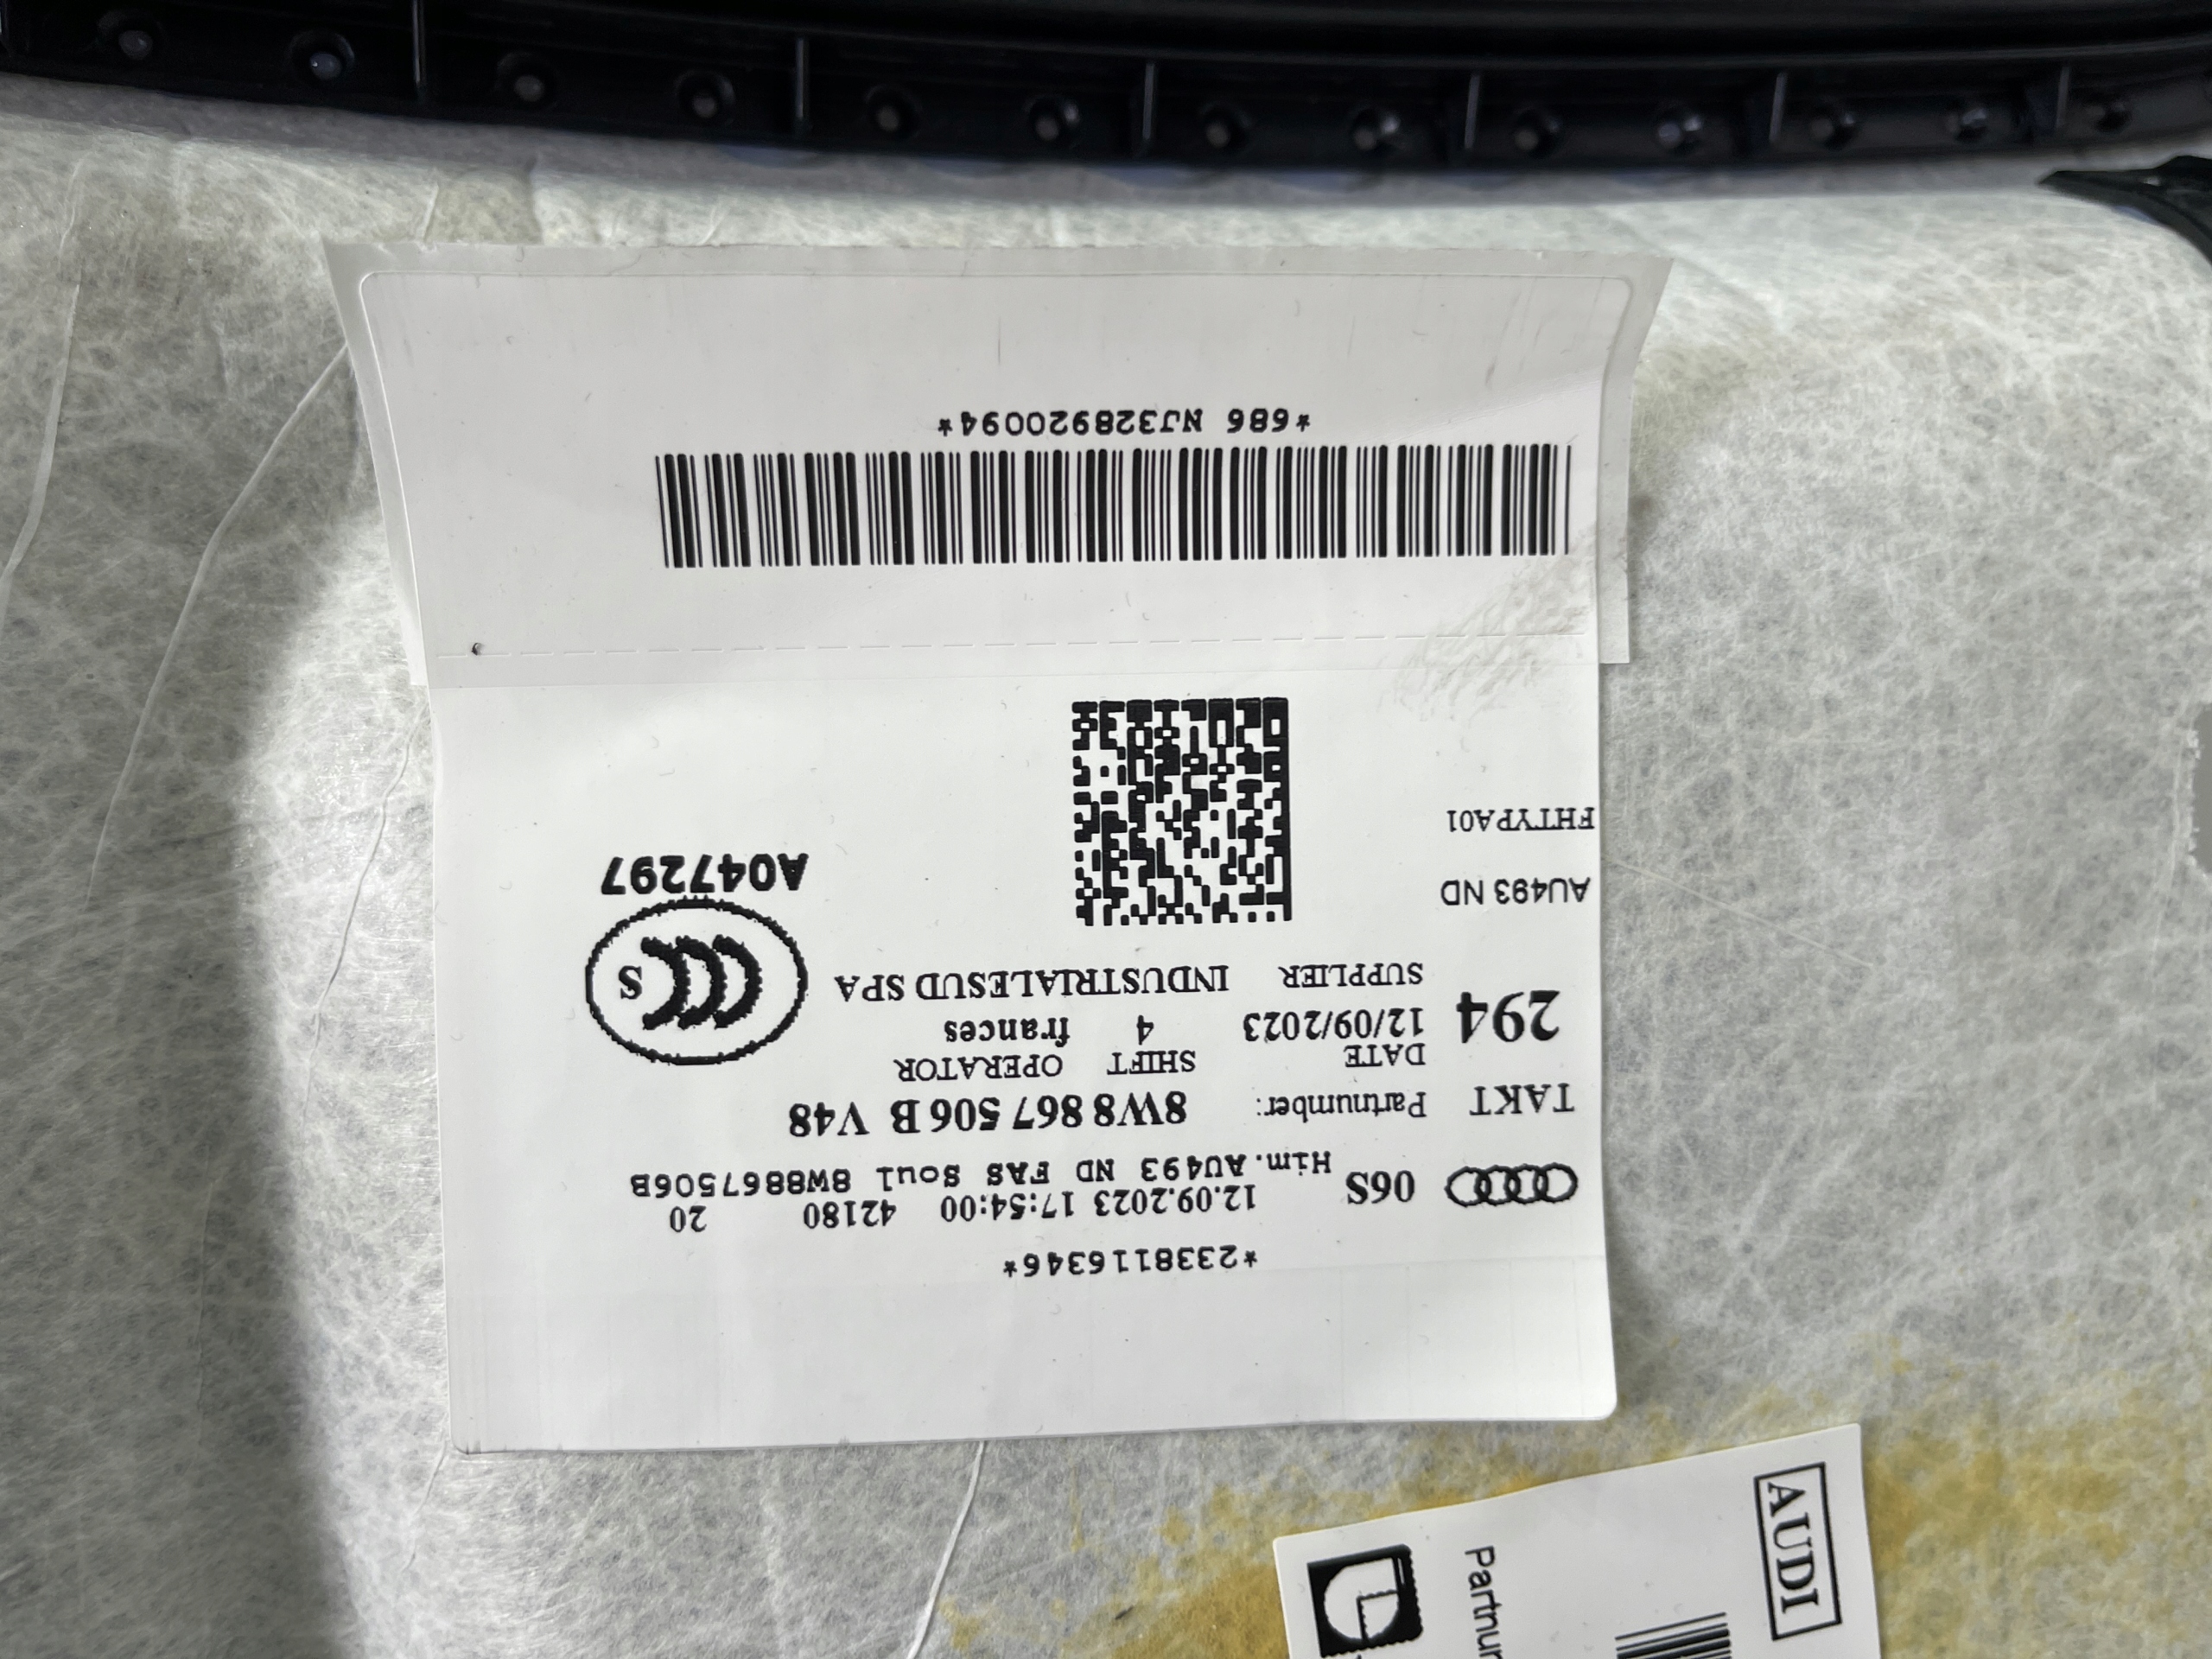 *2338116346*
12.09.2023 17:54:00 42180 20
06S Him.AU493 ND FAS Soul 8W8867506B
TAKT Partnumber: 8W8 867 506 B V48
DATE SHIFT OPERATOR
294 12/09/2023 4 frances
SUPPLIER INDUSTRIALESUD SPA
CCC S
AU493 ND
A047297
FHTYPA01
*686 NJ3289200094*
AUDI
Partnum